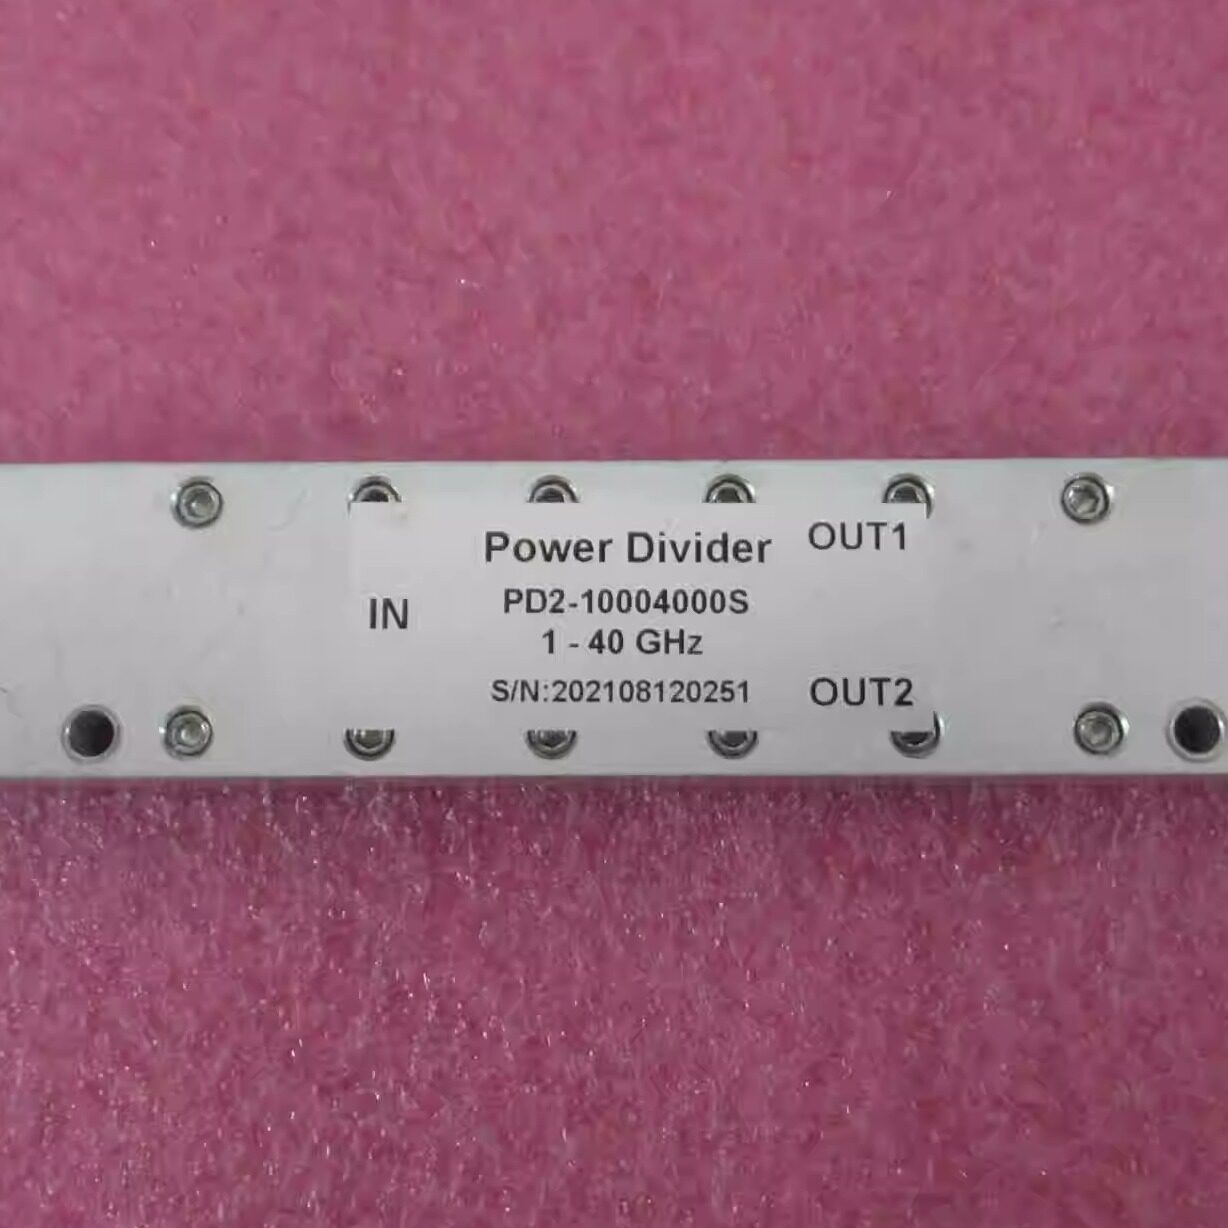 Power Divider
OUT1
IN
PD2-10004000S
1 - 40 GHz
S/N:202108120251
OUT2